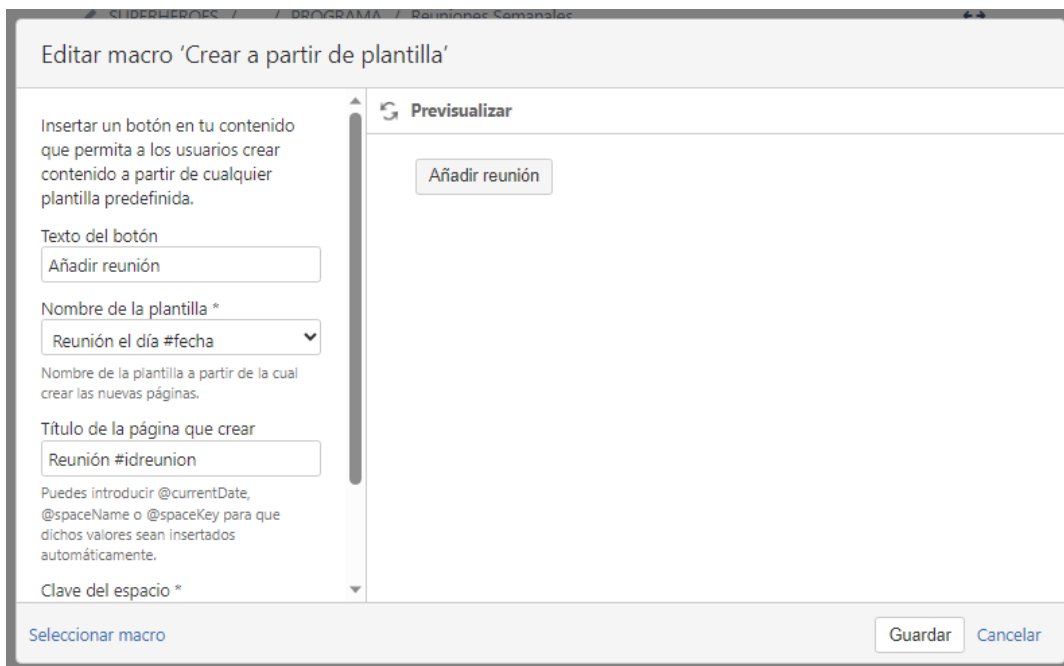 SUPERHEROES / ... / PROGRAMA / Reuniones Semanales
Editar macro ‘Crear a partir de plantilla’
Insertar un botón en tu contenido
que permita a los usuarios crear
contenido a partir de cualquier
plantilla predefinida.
Texto del botón
Añadir reunión
Nombre de la plantilla *
Reunión el día #fecha
Nombre de la plantilla a partir de la cual
crear las nuevas páginas.
Título de la página que crear
Reunión #idreunion
Puedes introducir @currentDate,
@spaceName o @spaceKey para que
dichos valores sean insertados
automáticamente.
Clave del espacio *
Previsualizar
Añadir reunión
Seleccionar macro
Guardar Cancelar